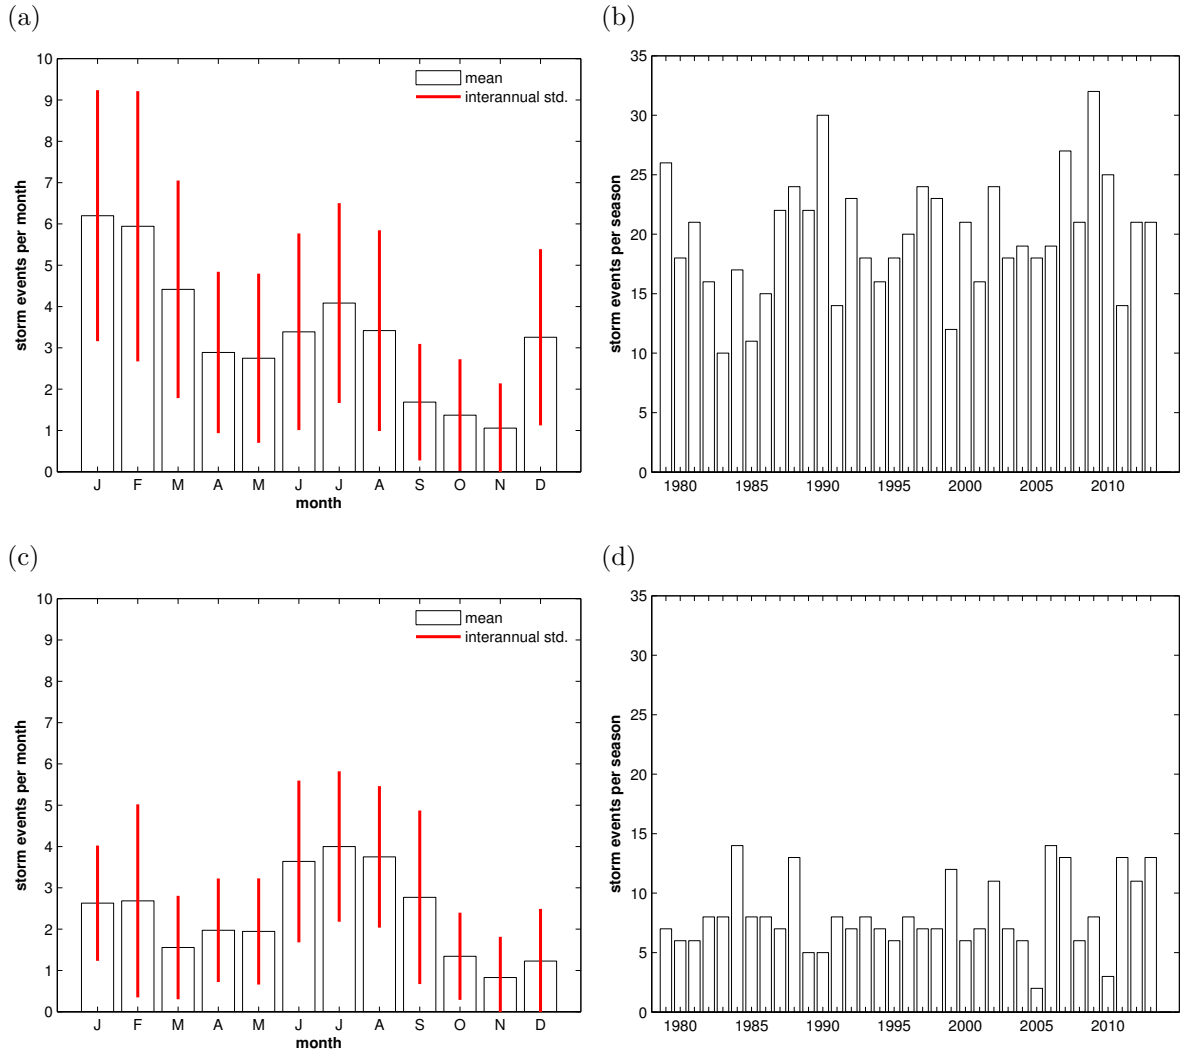 (a)
10
9
8
7
6
5
4
3
2
1
0
storm events per month
mean
interannual std.
J F M A M J J A S O N D
month
(b)
35
30
25
20
15
10
5
0
storm events per season
1980 1985 1990 1995 2000 2005 2010
(c)
10
9
8
7
6
5
4
3
2
1
0
storm events per month
mean
interannual std.
J F M A M J J A S O N D
month
(d)
35
30
25
20
15
10
5
0
storm events per season
1980 1985 1990 1995 2000 2005 2010